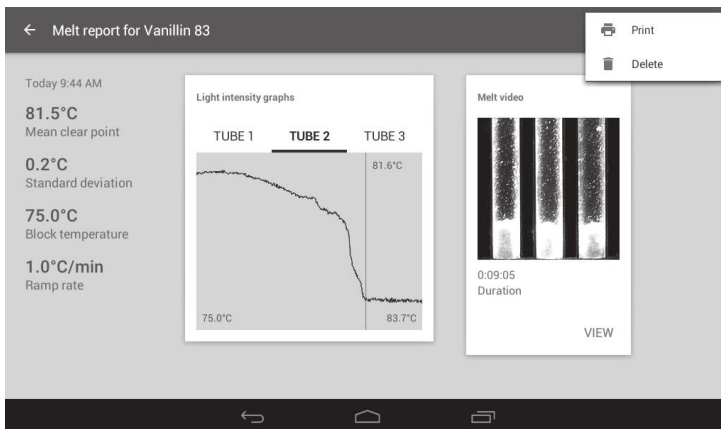 Melt report for Vanillin 83
Print
Delete
Today 9:44 AM
81.5°C
Mean clear point
0.2°C
Standard deviation
75.0°C
Block temperature
1.0°C/min
Ramp rate
Light intensity graphs
TUBE 1 TUBE 2 TUBE 3
81.6°C
75.0°C 83.7°C
Melt video
0:09:05
Duration
VIEW